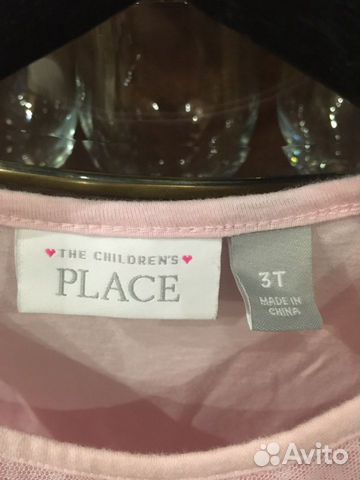 THE CHILDREN'S
PLACE
3T
MADE IN
CHINA
Avito